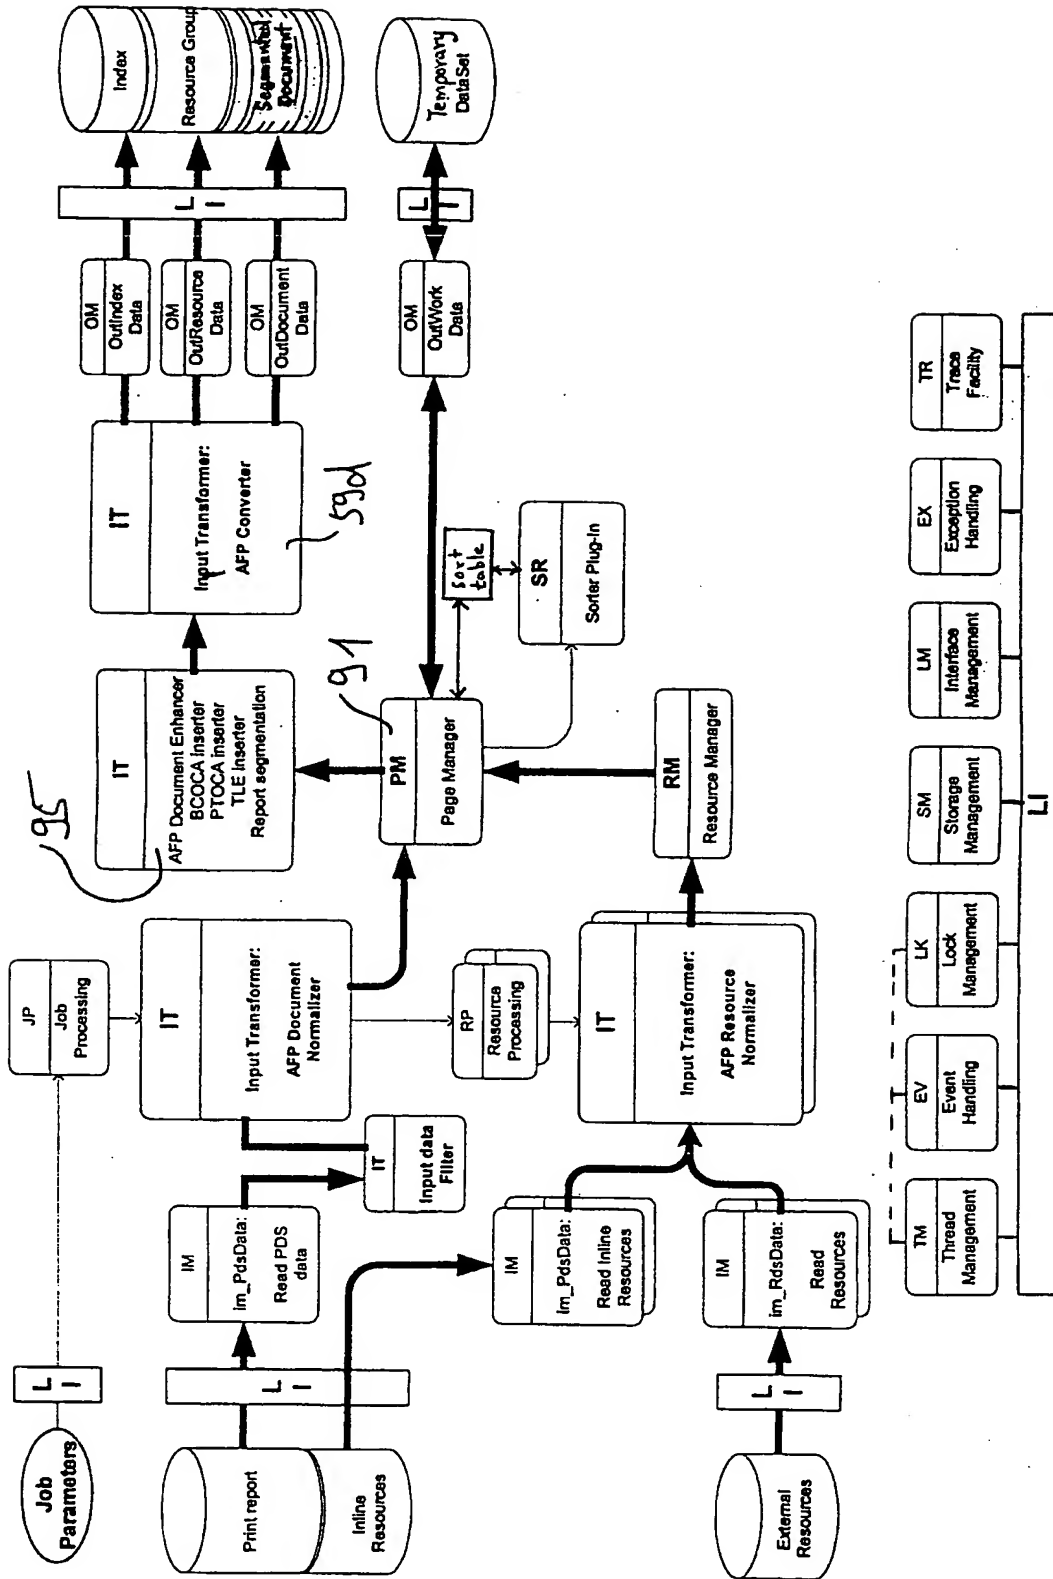 Job
Parameters
L
I
JP
Job
Processing
Print report
Inline
Resources
L
I
IM
im_PdsData:
Read PDS
data
IT
Input data
Filter
IT
Input Transformer:
AFP Document
Normalizer
95
IT
AFP Document Enhancer
BCOCA inserter
PTOCA inserter
TLE inserter
Report segmentation
IT
Input Transformer:
AFP Converter
59d
OM
OutIndex
Data
OM
OutResource
Data
OM
OutDocument
Data
L
I
Index
Resource Group
Segmented
Document
IM
im_PdsData:
Read Inline
Resources
RP
Resource
Processing
PM
Page Manager
91
sort
table
SR
Sorter Plug-In
OM
OutWork
Data
L
I
Temporary
DataSet
External
Resources
L
I
IM
im_RdsData:
Read
Resources
IT
Input Transformer:
AFP Resource
Normalizer
RM
Resource Manager
TM
Thread
Management
EV
Event
Handling
LK
Lock
Management
SM
Storage
Management
LM
Interface
Management
EX
Exception
Handling
TR
Trace
Facility
LI